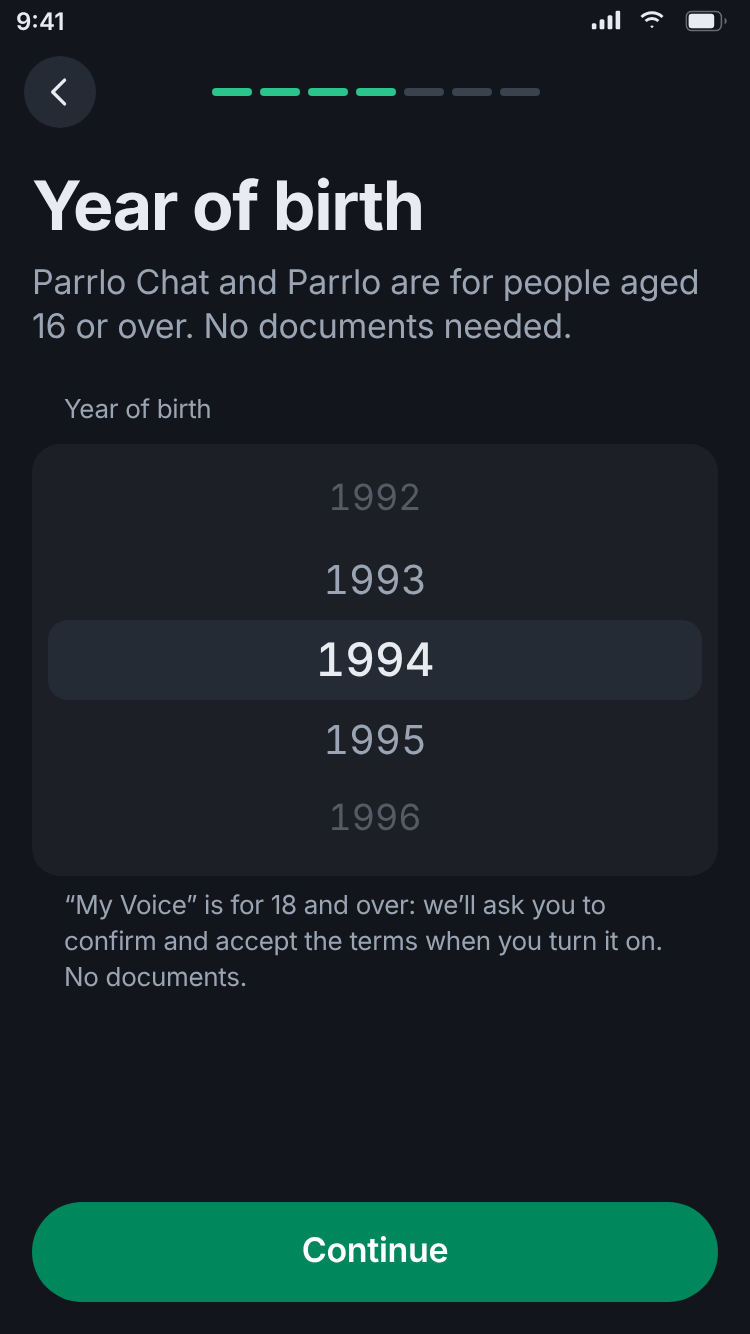 9:41
Year of birth
Parrlo Chat and Parrlo are for people aged
16 or over. No documents needed.
Year of birth
1992
1993
1994
1995
1996
“My Voice” is for 18 and over: we’ll ask you to
confirm and accept the terms when you turn it on.
No documents.
Continue